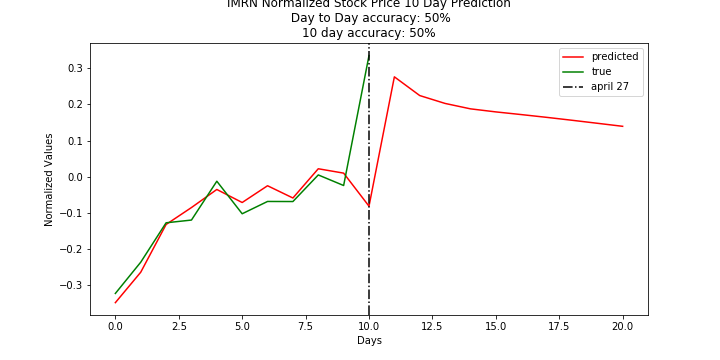 IMRN Normalized Stock Price 10 Day Prediction
Day to Day accuracy: 50%
10 day accuracy: 50%
predicted
true
april 27
0.3
0.2
0.1
0.0
−0.1
−0.2
−0.3
Normalized Values
0.0 2.5 5.0 7.5 10.0 12.5 15.0 17.5 20.0
Days